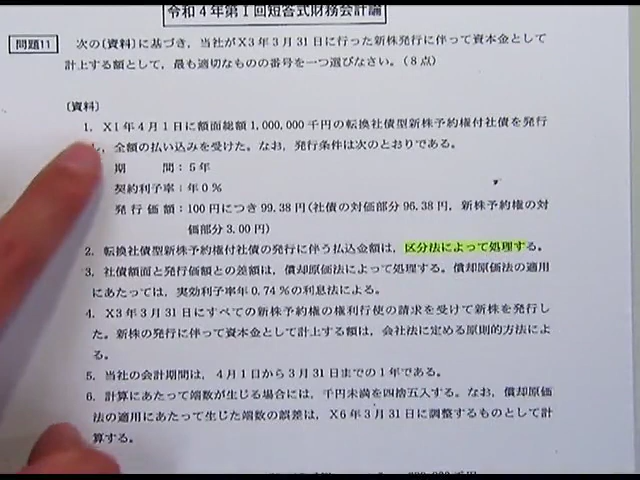 令和4年第Ⅰ回短答式財務会計論
問題11 次の(資料)に基づき，当社がX3年3月31日に行った新株発行に伴って資本金として
計上する額として，最も適切なものの番号を一つ選びなさい。(8点)
(資料)
1. X1年4月1日に額面総額1,000,000千円の転換社債型新株予約権付社債を発行
，全額の払い込みを受けた。なお，発行条件は次のとおりである。
期 間：5年
契約利子率：年0％
発行価額：100円につき99.38円(社債の対価部分96.38円，新株予約権の対
価部分3.00円)
2. 転換社債型新株予約権付社債の発行に伴う払込金額は，区分法によって処理する。
3. 社債額面と発行価額との差額は，償却原価法によって処理する。償却原価法の適用
にあたっては，実効利子率年0.74％の利息法による。
4. X3年3月31日にすべての新株予約権の権利行使の請求を受けて新株を発行し
た。新株の発行に伴って資本金として計上する額は，会社法に定める原則的方法によ
る。
5. 当社の会計期間は，4月1日から3月31日までの1年である。
6. 計算にあたって端数が生じる場合には，千円未満を四捨五入する。なお，償却原価
法の適用にあたって生じた端数の誤差は，X6年3月31日に調整するものとして計
算する。